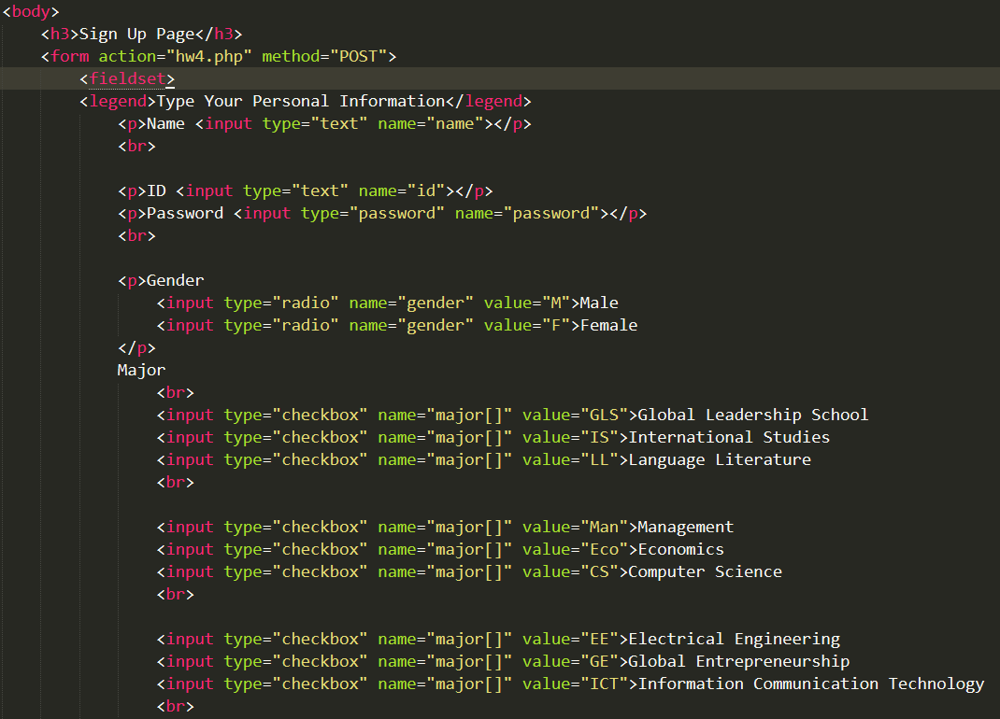 <body>
<h3>Sign Up Page</h3>
<form action="hw4.php" method="POST">
<fieldset>
<legend>Type Your Personal Information</legend>
<p>Name <input type="text" name="name"></p>
<br>
<p>ID <input type="text" name="id"></p>
<p>Password <input type="password" name="password"></p>
<br>
<p>Gender
<input type="radio" name="gender" value="M">Male
<input type="radio" name="gender" value="F">Female
</p>
Major
<br>
<input type="checkbox" name="major[]" value="GLS">Global Leadership School
<input type="checkbox" name="major[]" value="IS">International Studies
<input type="checkbox" name="major[]" value="LL">Language Literature
<br>
<input type="checkbox" name="major[]" value="Man">Management
<input type="checkbox" name="major[]" value="Eco">Economics
<input type="checkbox" name="major[]" value="CS">Computer Science
<br>
<input type="checkbox" name="major[]" value="EE">Electrical Engineering
<input type="checkbox" name="major[]" value="GE">Global Entrepreneurship
<input type="checkbox" name="major[]" value="ICT">Information Communication Technology
<br>